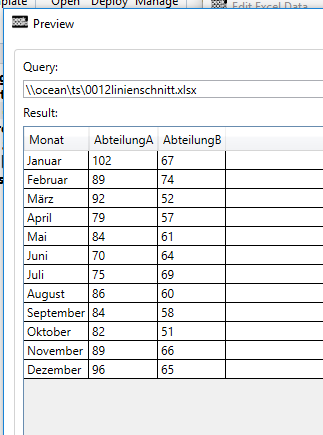 Open Deploy Manage
Edit Excel Data
Preview
Query:
\\ocean\ts\0012linienschnitt.xlsx
Result:
Monat AbteilungA AbteilungB
Januar 102 67
Februar 89 74
März 92 52
April 79 57
Mai 84 61
Juni 70 64
Juli 75 69
August 86 60
September 84 58
Oktober 82 51
November 89 66
Dezember 96 65